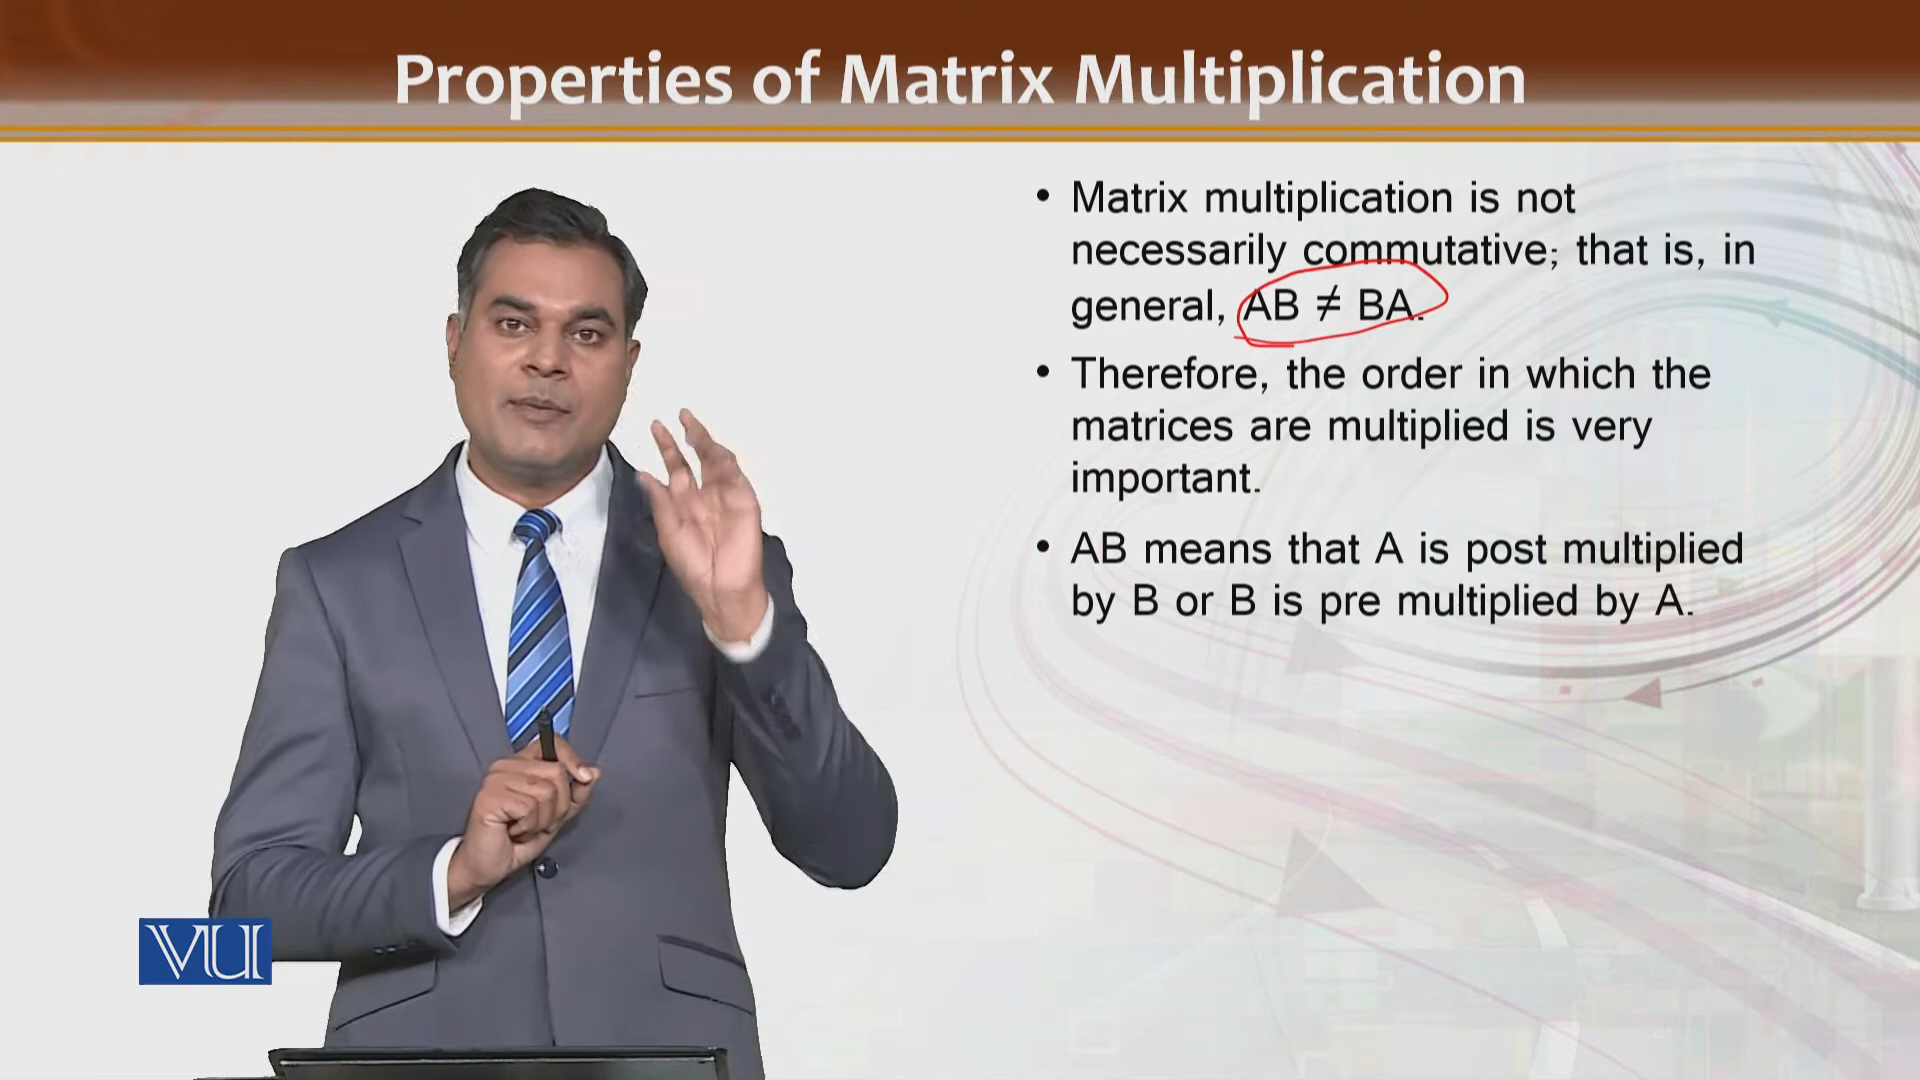 Properties of Matrix Multiplication
• Matrix multiplication is not
necessarily commutative; that is, in
general, AB ≠ BA.
• Therefore, the order in which the
matrices are multiplied is very
important.
• AB means that A is post multiplied
by B or B is pre multiplied by A.
VU